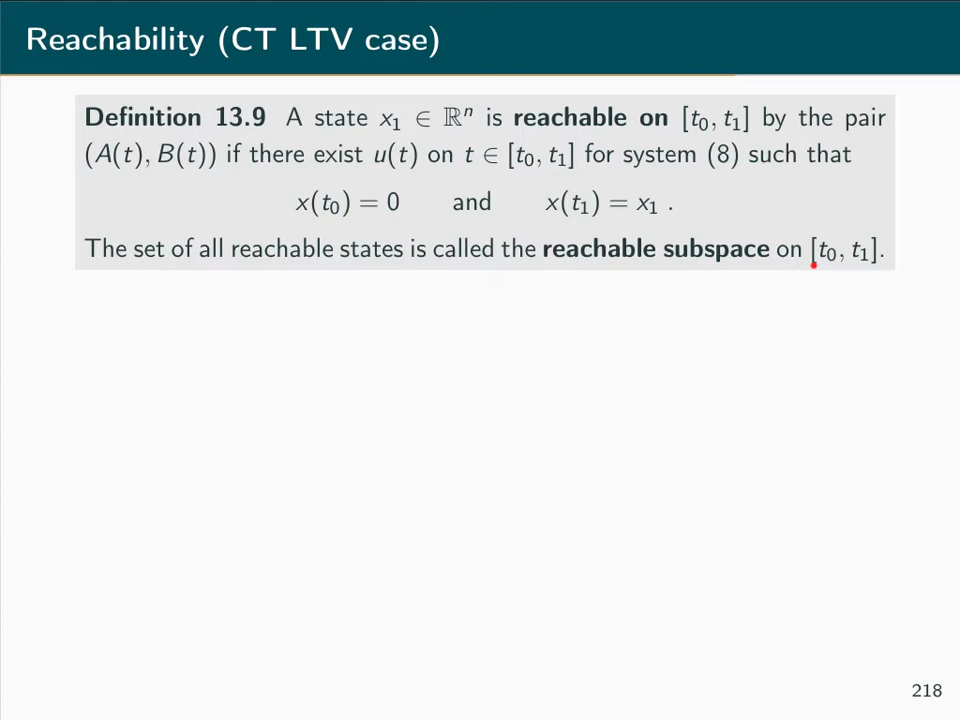 Reachability (CT LTV case)
Definition 13.9 A state x₁ ∈ ℝⁿ is reachable on [t₀, t₁] by the pair
(A(t), B(t)) if there exist u(t) on t ∈ [t₀, t₁] for system (8) such that
x(t₀) = 0 and x(t₁) = x₁ .
The set of all reachable states is called the reachable subspace on [t₀, t₁].
218